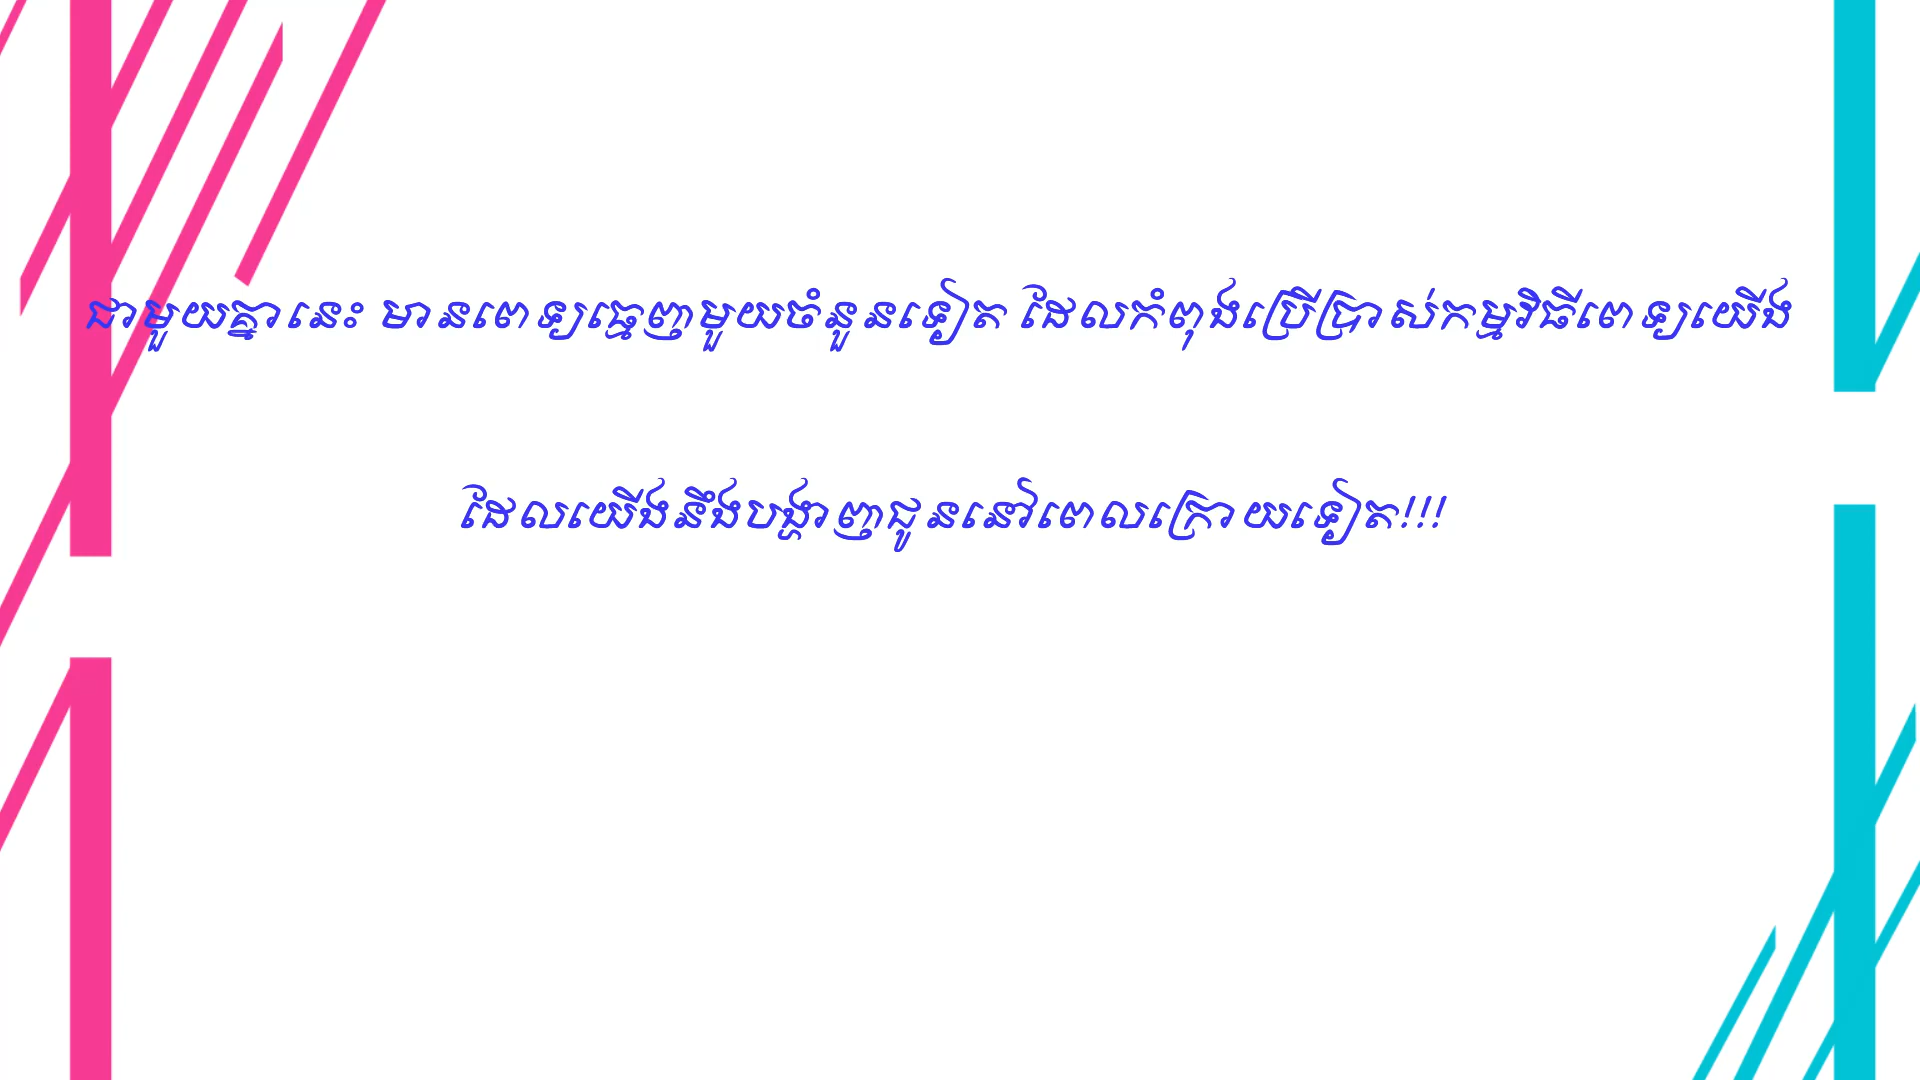 ជាមួយគ្នានេះ មានពេទ្យធ្មេញមួយចំនួនទៀត ដែលកំពុងប្រើប្រាស់កម្មវិធីពេទ្យយើង
ដែលយើងនឹងបង្ហាញជូននៅពេលក្រោយទៀត!!!